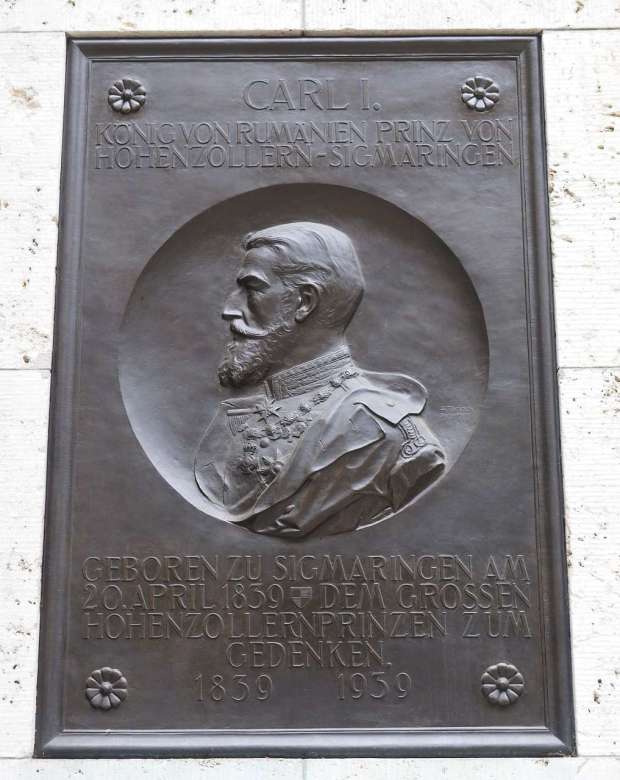 CARL I.
KÖNIG VON RUMÄNIEN PRINZ VON
HOHENZOLLERN-SIGMARINGEN
GEBOREN ZU SIGMARINGEN AM
20. APRIL 1839 DEM GROSSEN
HOHENZOLLERNPRINZEN ZUM
GEDENKEN.
1839 1939